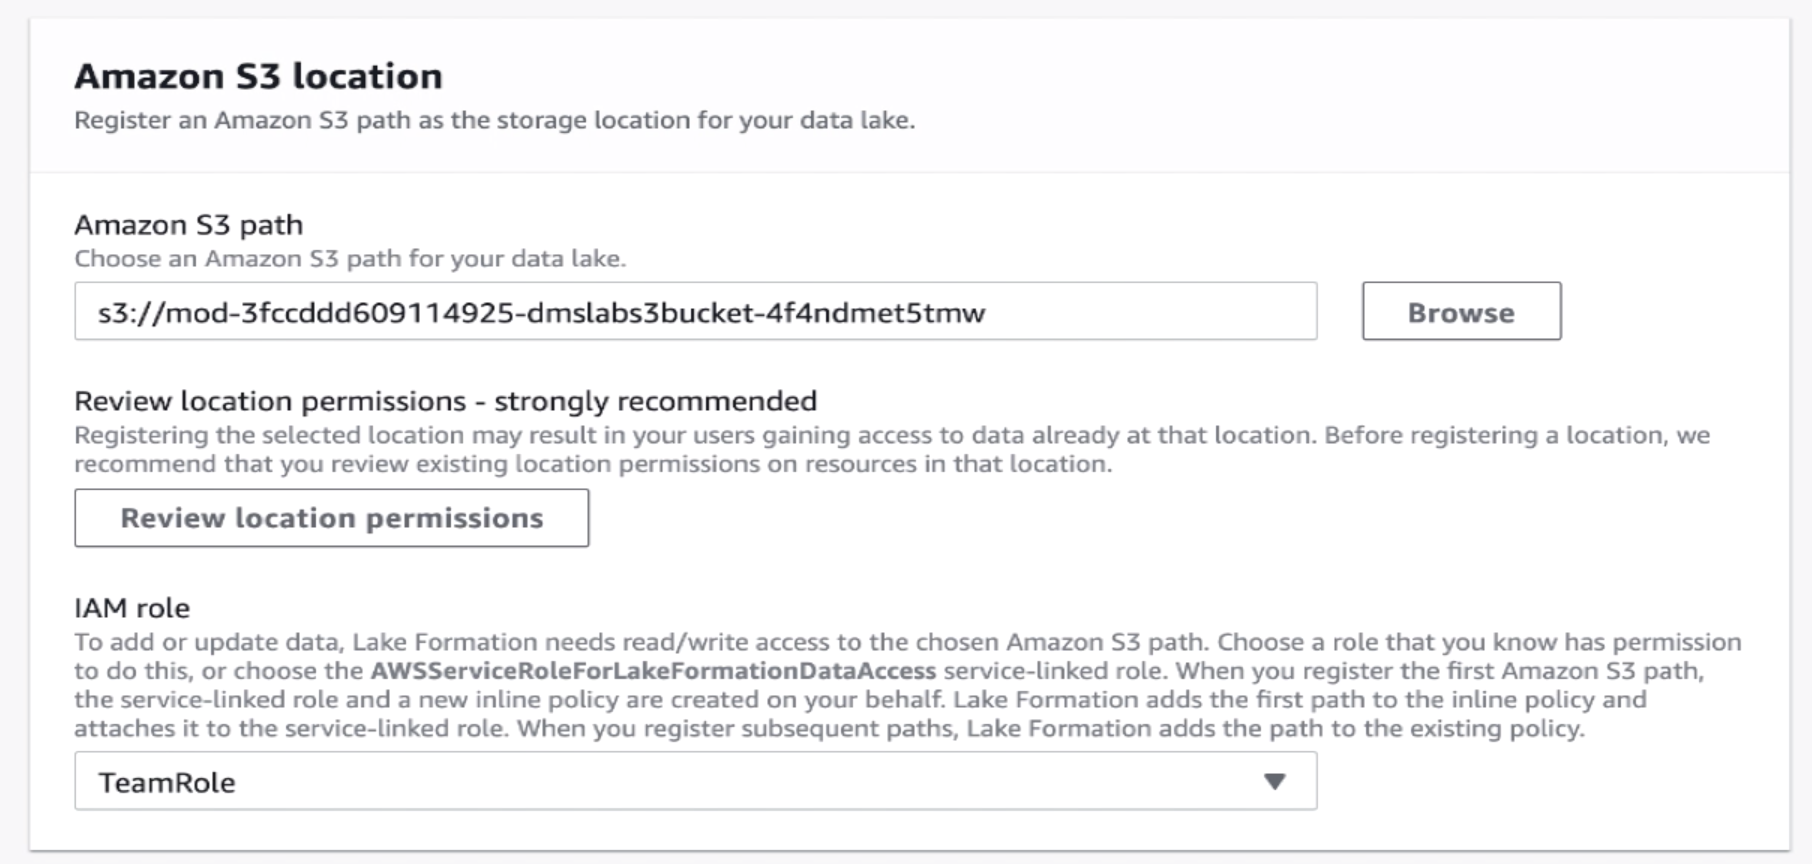 Amazon S3 location
Register an Amazon S3 path as the storage location for your data lake.
Amazon S3 path
Choose an Amazon S3 path for your data lake.
s3://mod-3fccddd609114925-dmslabs3bucket-4f4ndmet5tmw
Browse
Review location permissions - strongly recommended
Registering the selected location may result in your users gaining access to data already at that location. Before registering a location, we
recommend that you review existing location permissions on resources in that location.
Review location permissions
IAM role
To add or update data, Lake Formation needs read/write access to the chosen Amazon S3 path. Choose a role that you know has permission
to do this, or choose the AWSServiceRoleForLakeFormationDataAccess service-linked role. When you register the first Amazon S3 path,
the service-linked role and a new inline policy are created on your behalf. Lake Formation adds the first path to the inline policy and
attaches it to the service-linked role. When you register subsequent paths, Lake Formation adds the path to the existing policy.
TeamRole